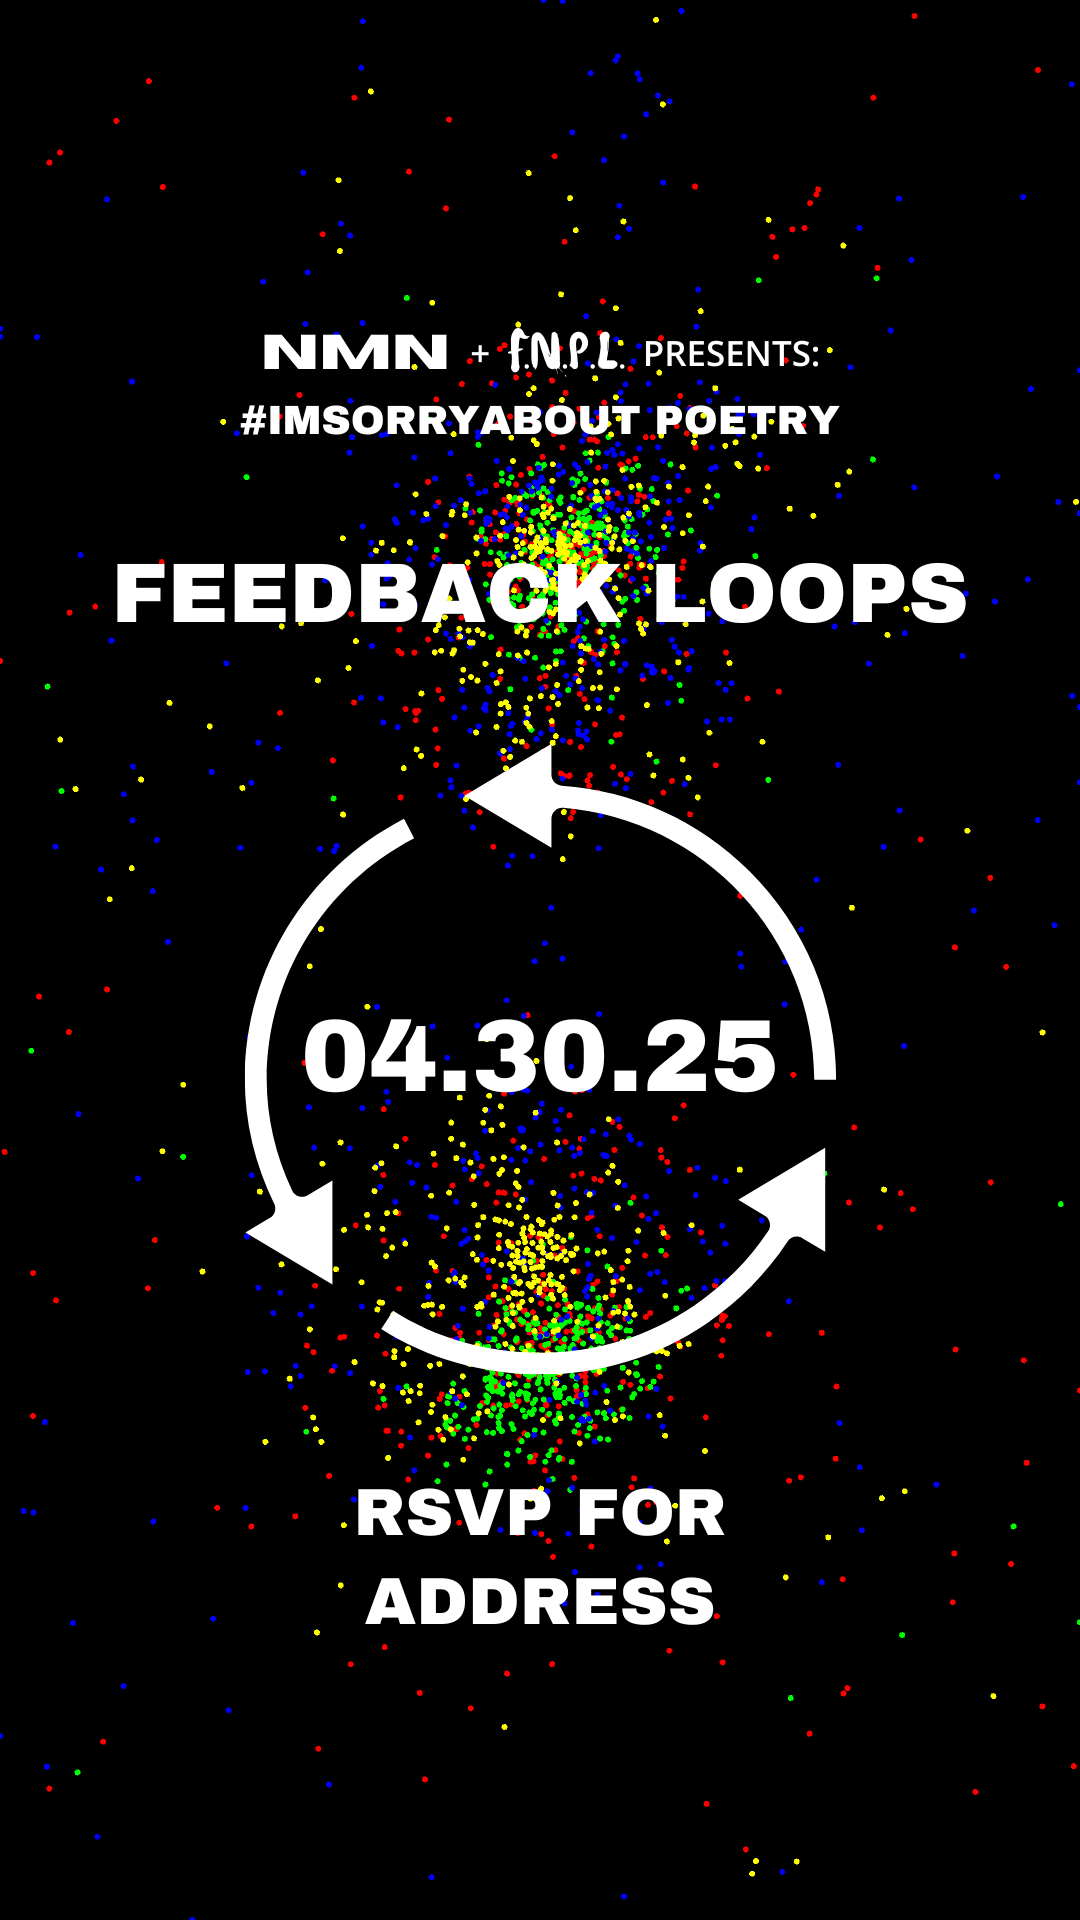 NMN + f.N.P.L. PRESENTS:
#IMSORRYABOUT POETRY
FEEDBACK LOOPS
04.30.25
RSVP FOR
ADDRESS